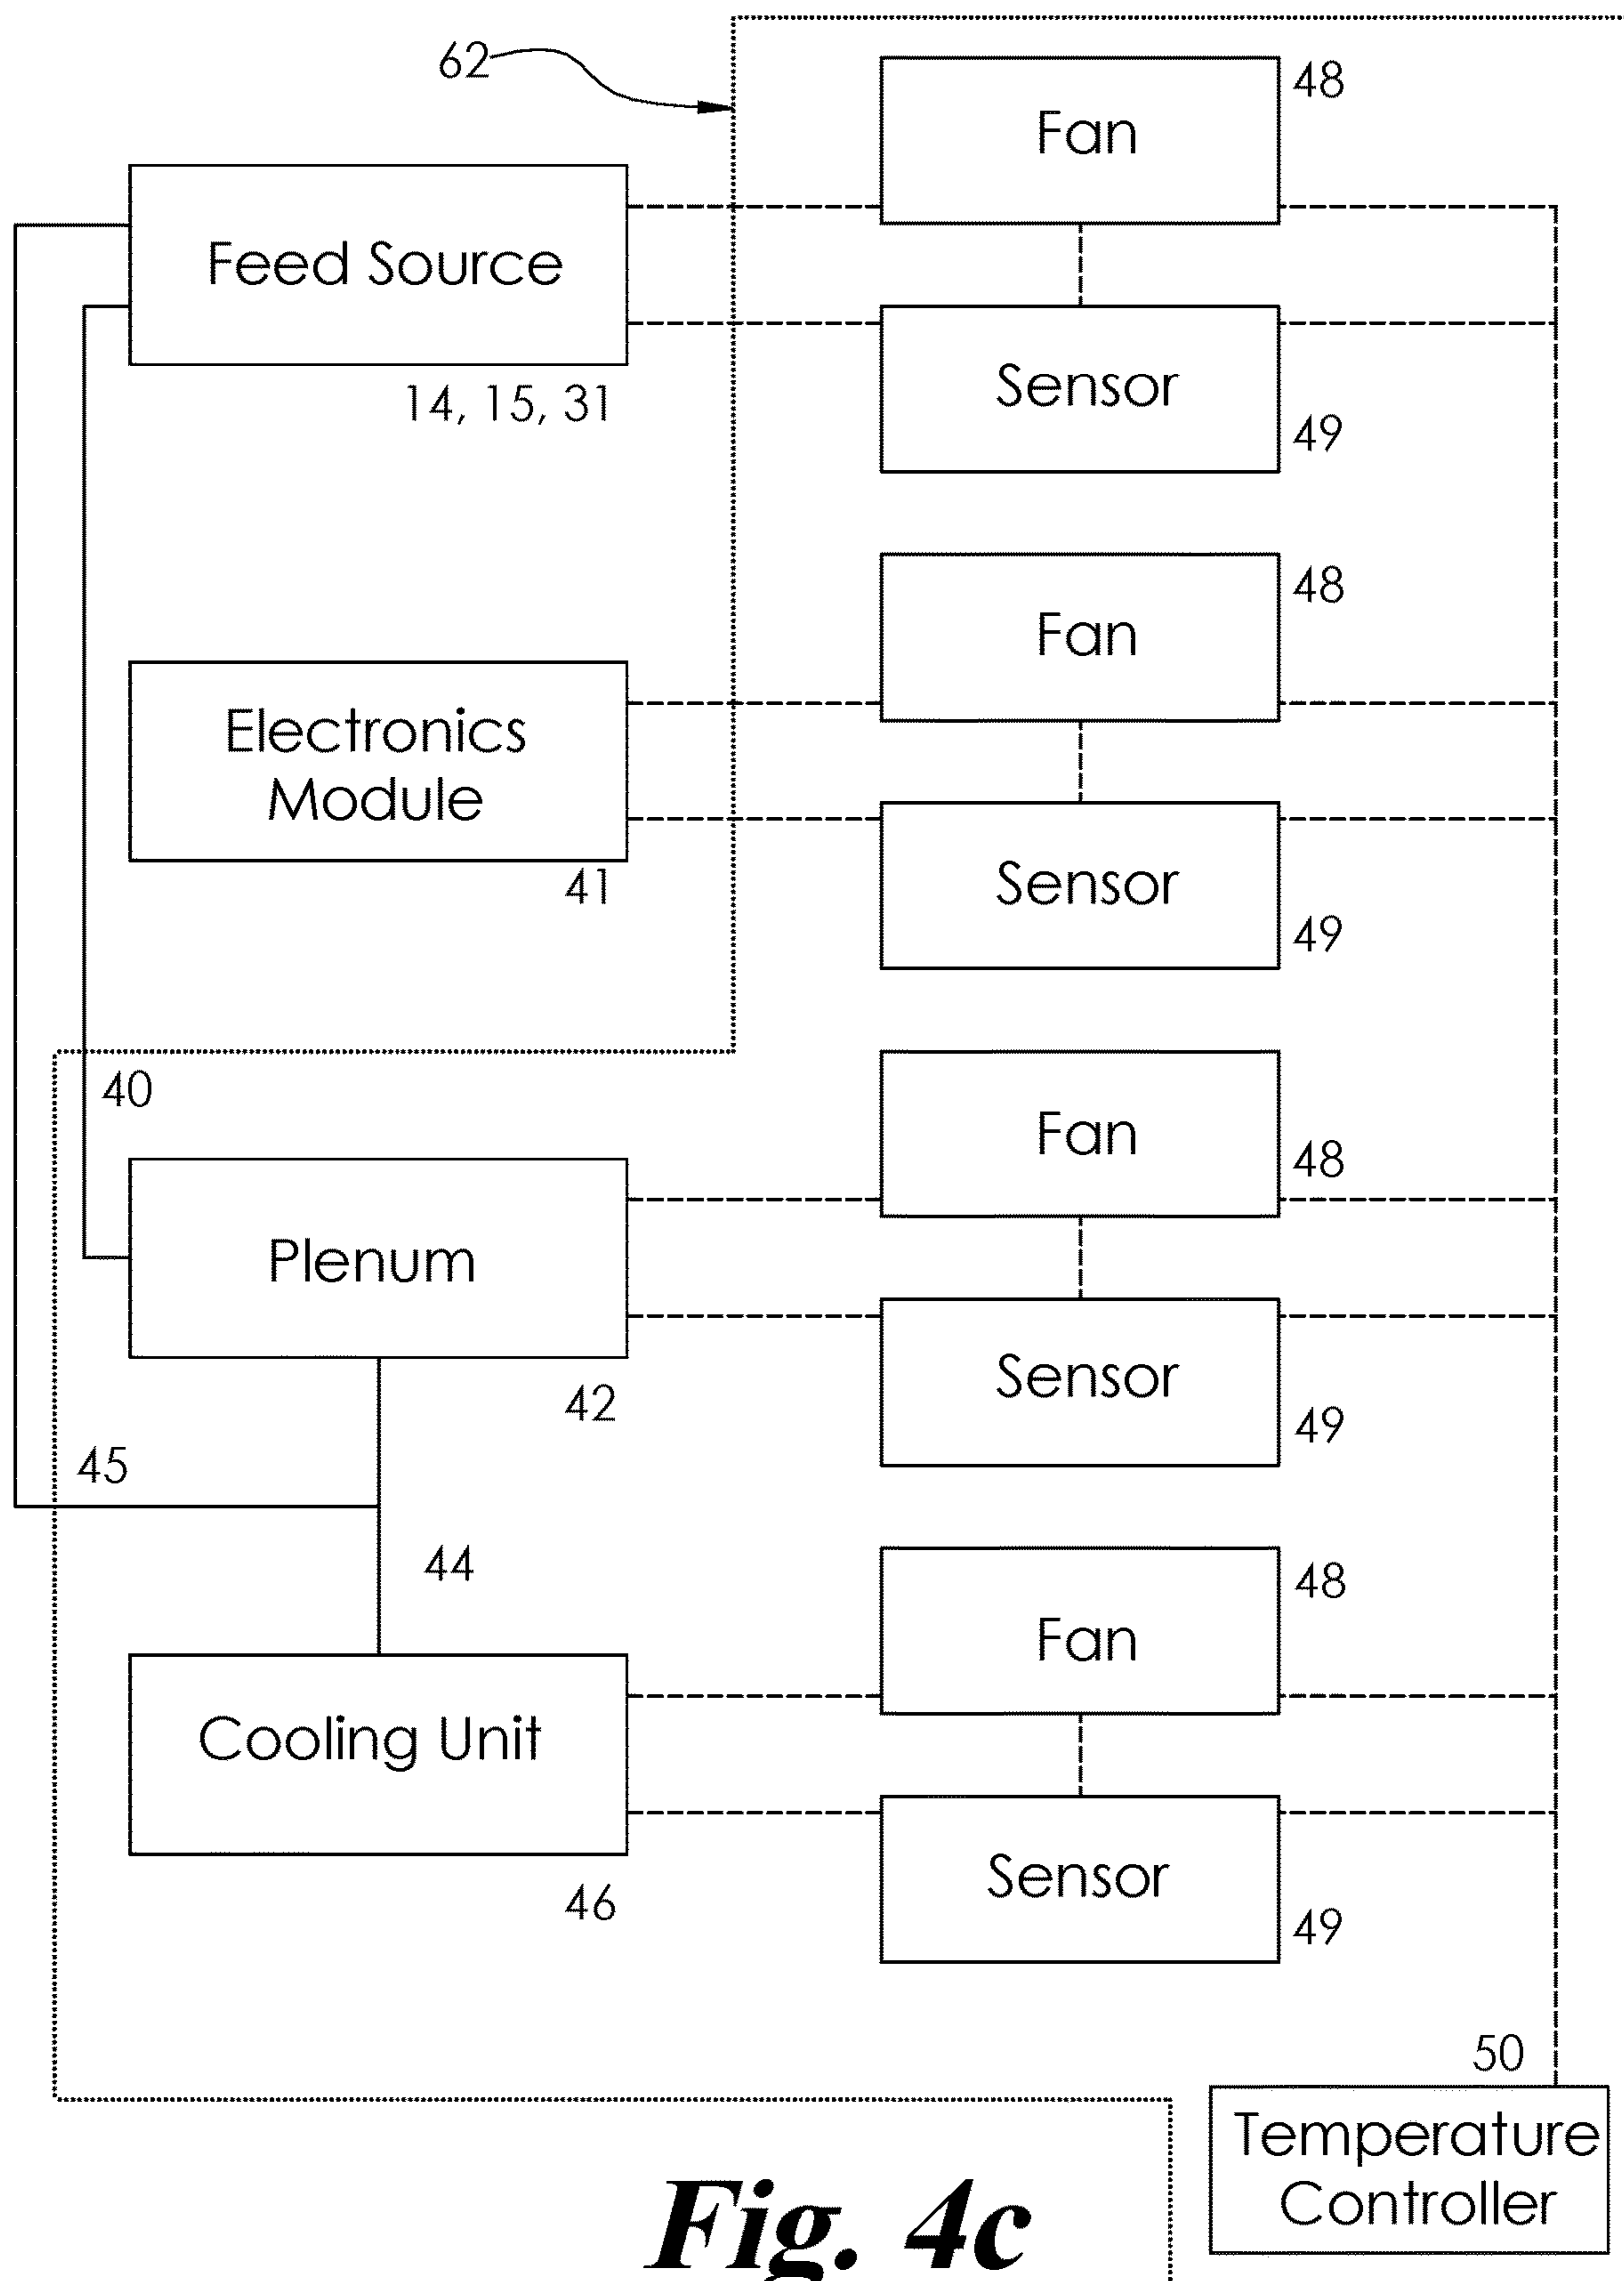 62
Fan
48
Feed Source
14, 15, 31
Sensor
49
Fan
48
Electronics
Module
41
Sensor
49
40
Fan
48
Plenum
42
Sensor
49
45
44
Fan
48
Cooling Unit
46
Sensor
49
50
Temperature
Controller
Fig. 4c